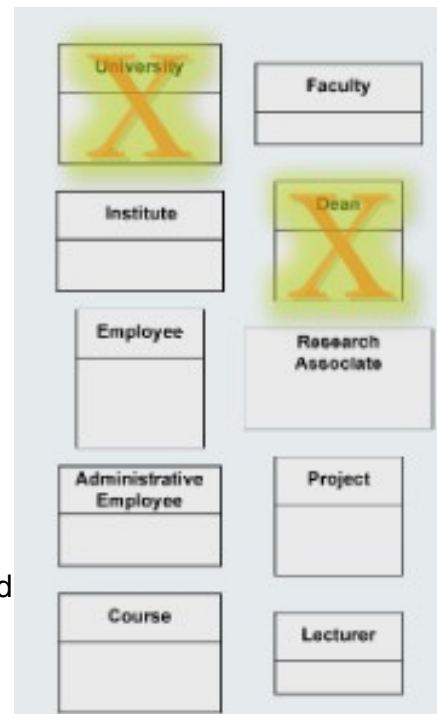 University
X
Faculty
Institute
Dean
X
Employee
Research
Associate
Administrative
Employee
Project
d
Course
Lecturer